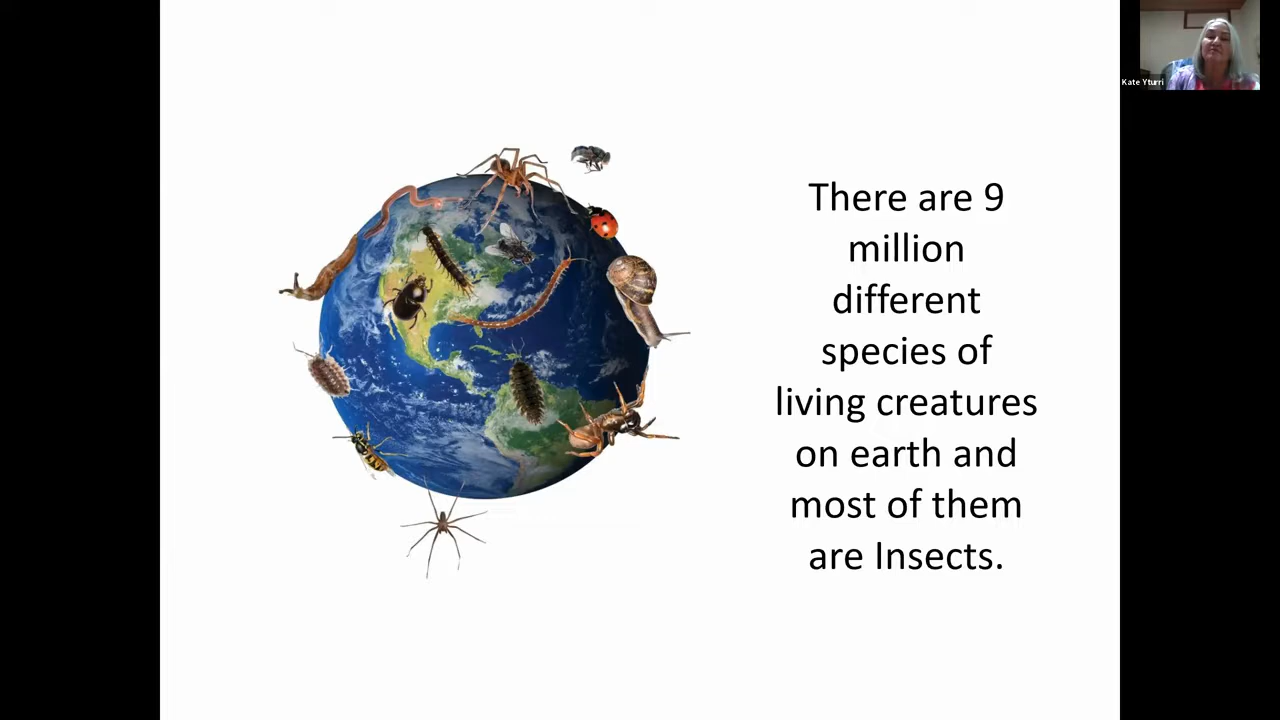 Kate Yturri
There are 9
million
different
species of
living creatures
on earth and
most of them
are Insects.